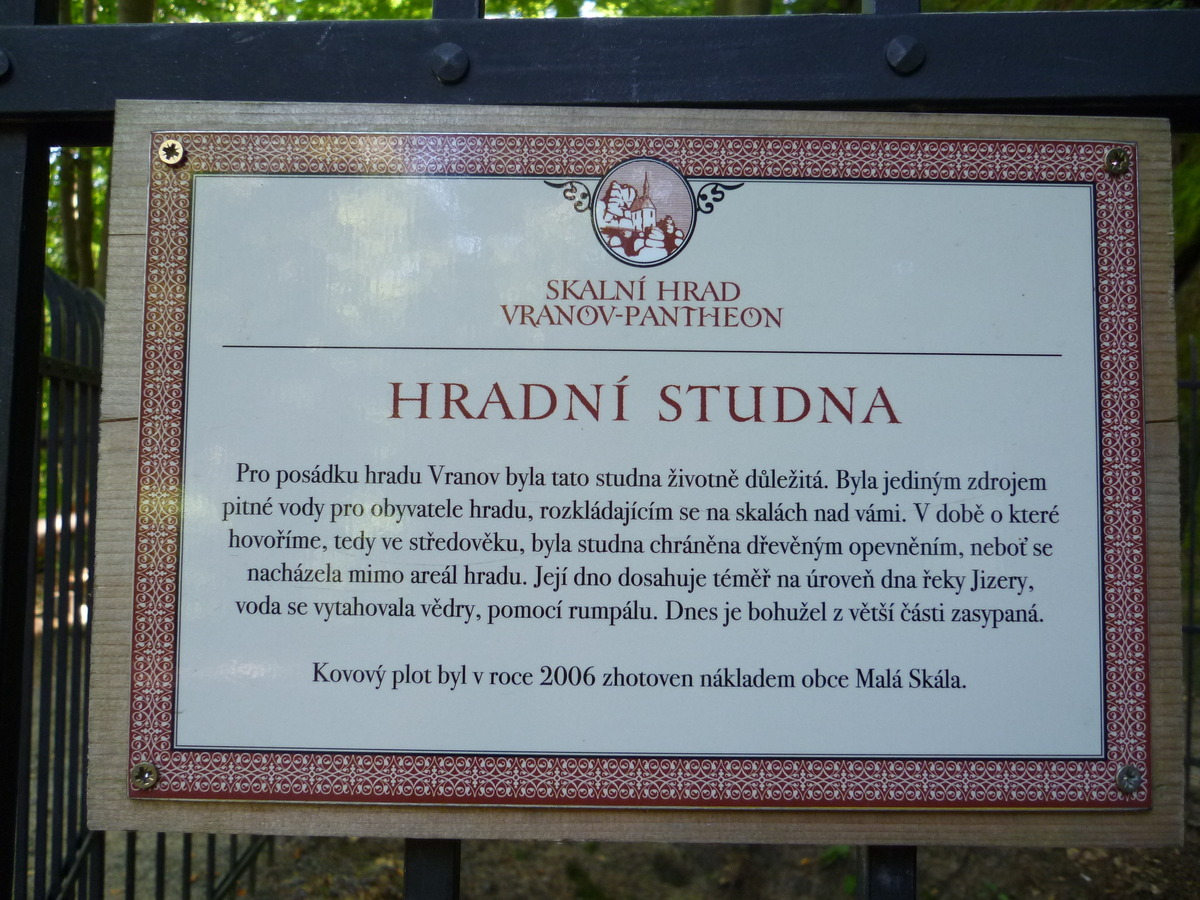 SKALNÍ HRAD
VRANOV-PANTHEON
HRADNÍ STUDNA
Pro posádku hradu Vranov byla tato studna životně důležitá. Byla jediným zdrojem
pitné vody pro obyvatele hradu, rozkládajícím se na skalách nad vámi. V době o které
hovoříme, tedy ve středověku, byla studna chráněna dřevěným opevněním, neboť se
nacházela mimo areál hradu. Její dno dosahuje téměř na úroveň dna řeky Jizery,
voda se vytahovala vědry, pomocí rumpálu. Dnes je bohužel z větší části zasypaná.
Kovový plot byl v roce 2006 zhotoven nákladem obce Malá Skála.